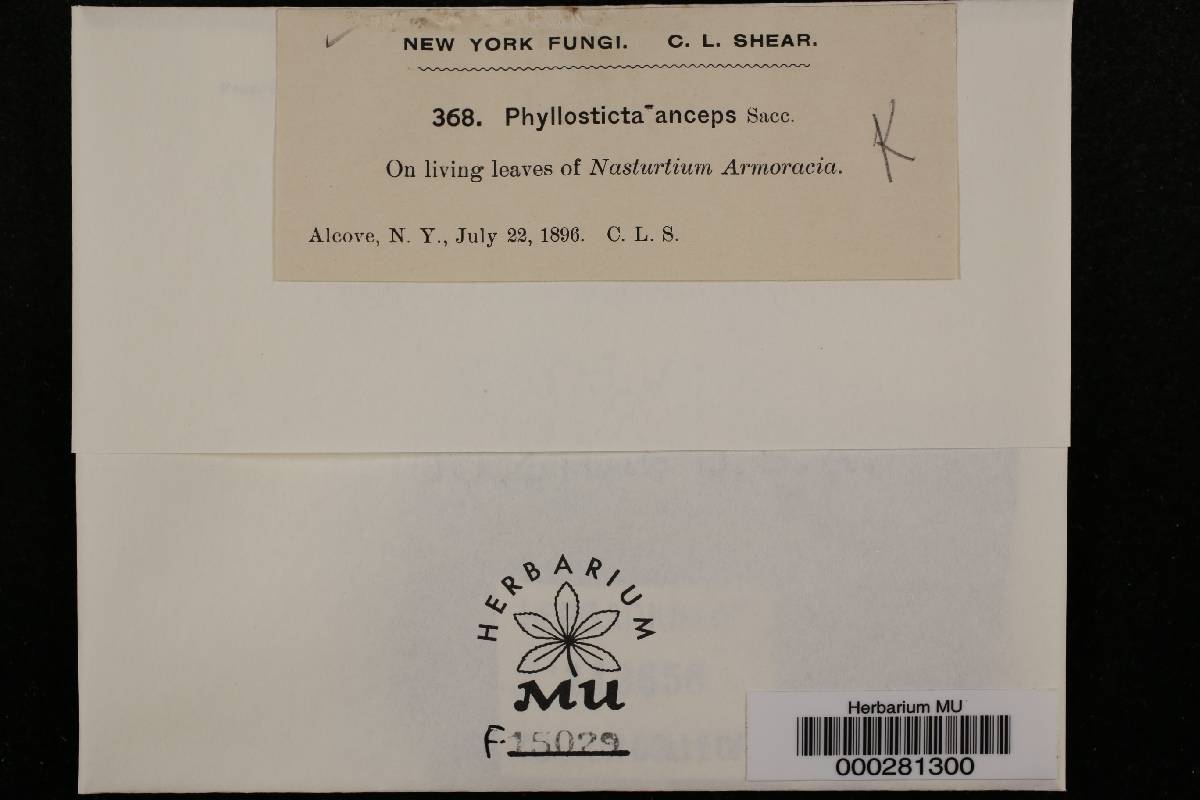 NEW YORK FUNGI. C. L. SHEAR.
368. Phyllosticta anceps Sacc.
On living leaves of Nasturtium Armoracia.
K
Alcove, N. Y., July 22, 1896. C. L. S.
HERBARIUM
MU
F-15029
Herbarium MU
000281300